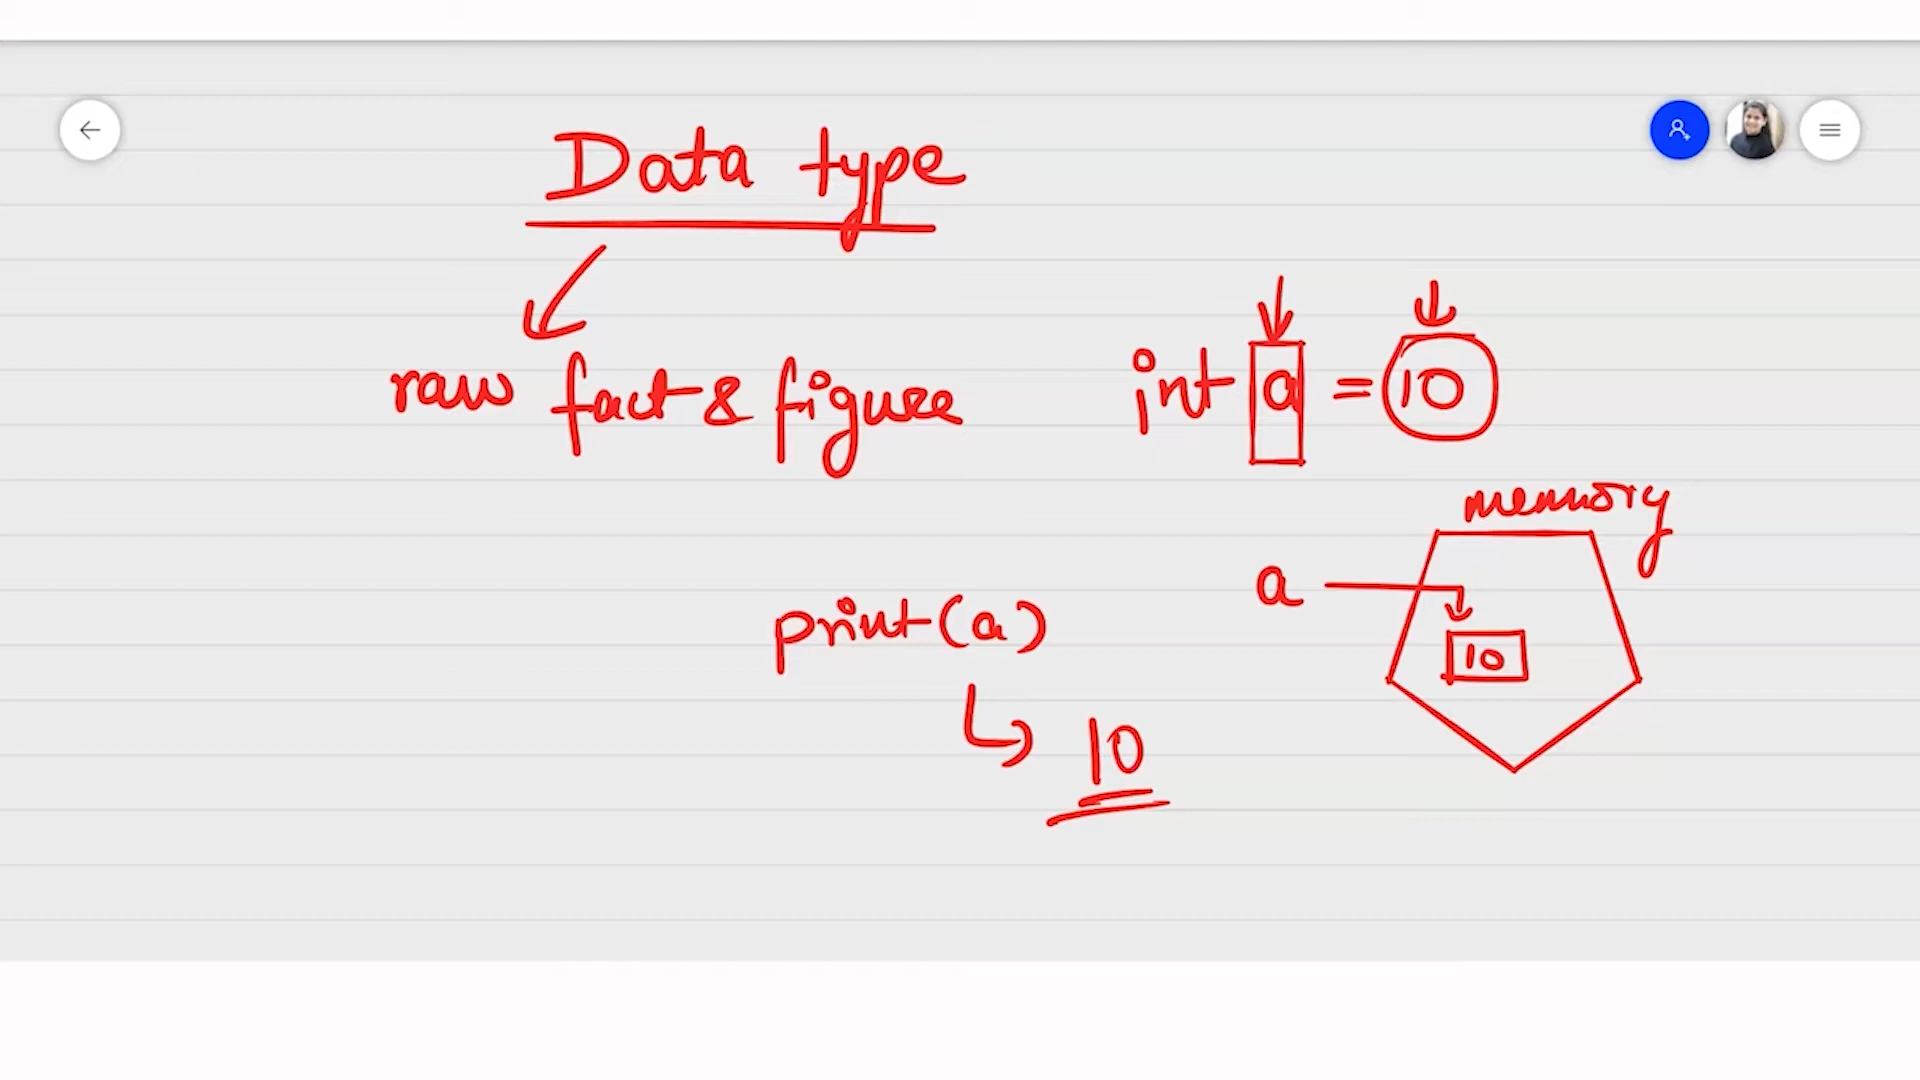 Data type
raw fact & figure
int a = 10
memory
a
10
print(a)
10